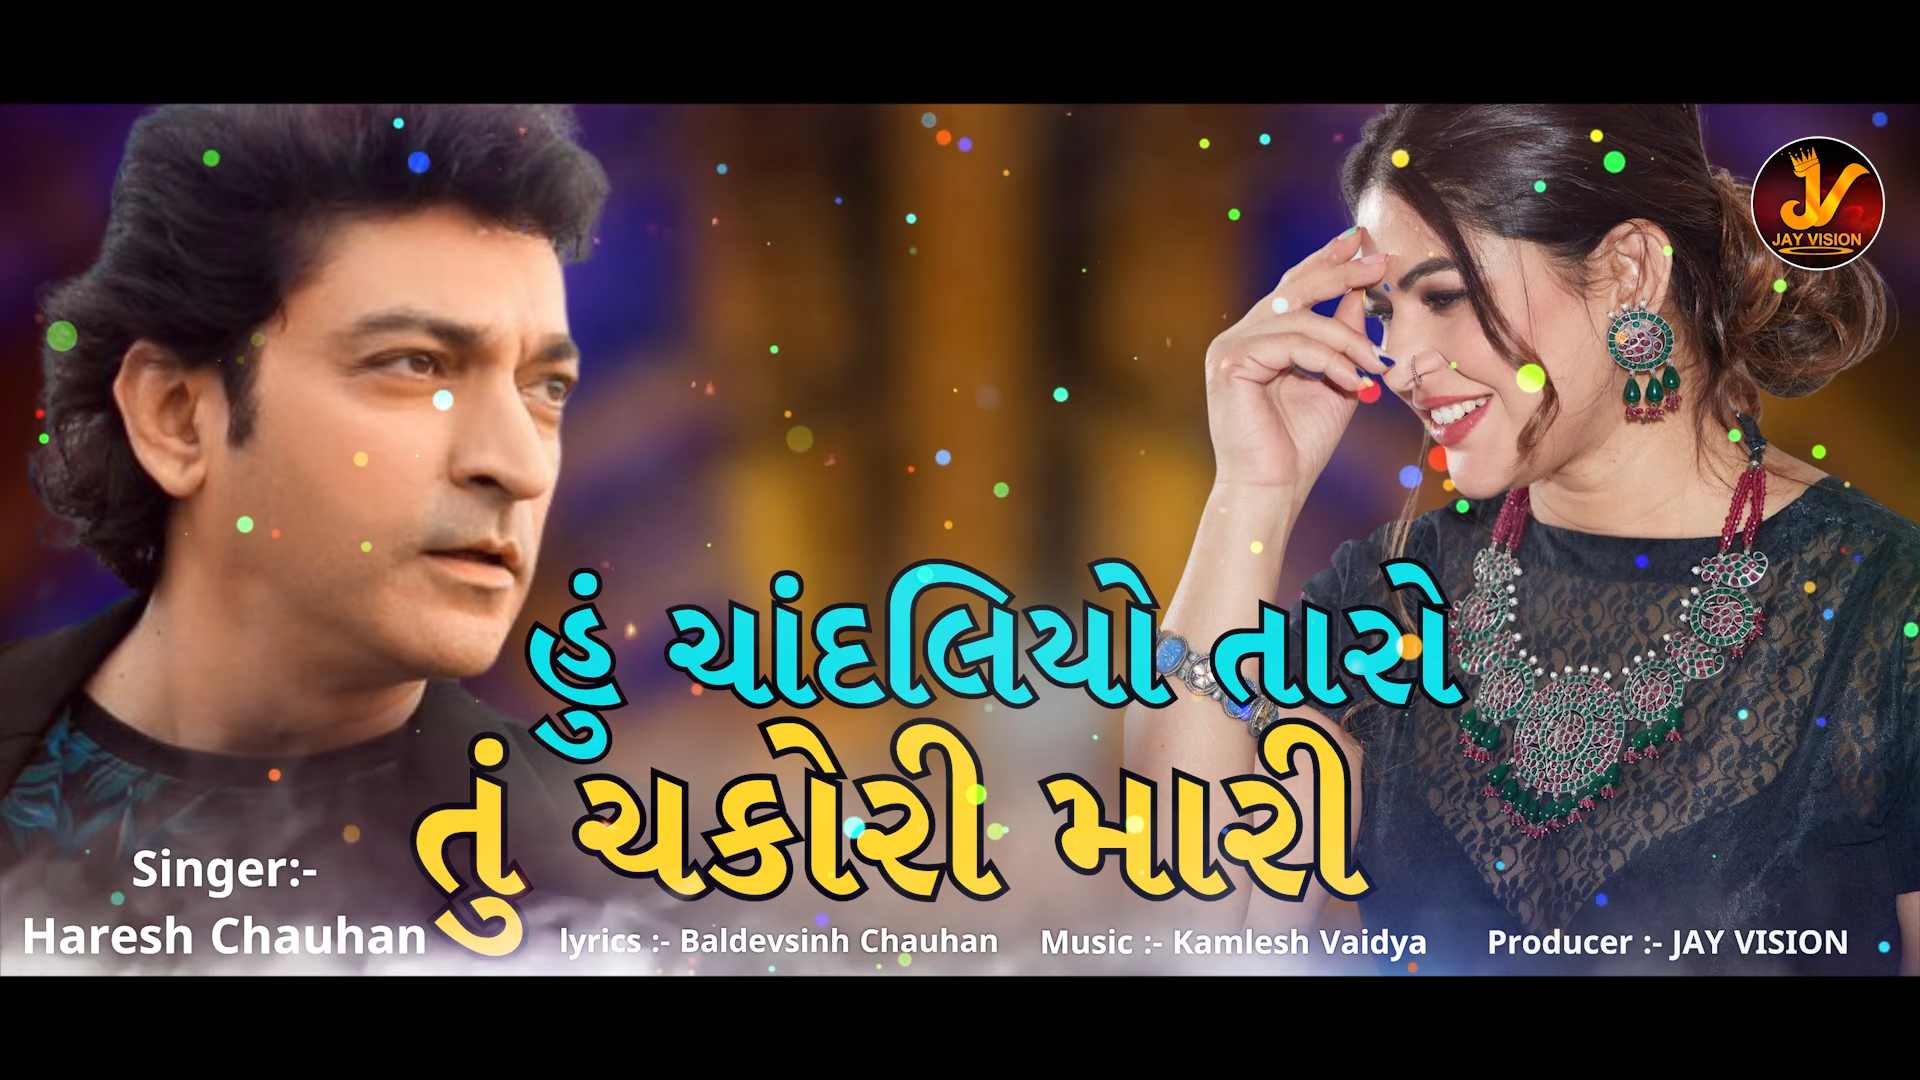 JAY VISION
હું ચાંદલિયો તારો
તું ચકોરી મારી
Singer:-
Haresh Chauhan
lyrics :- Baldevsinh Chauhan
Music :- Kamlesh Vaidya
Producer :- JAY VISION